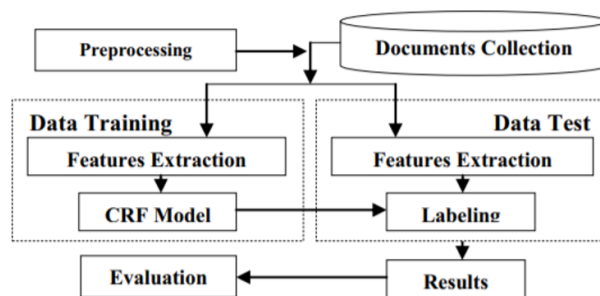 Preprocessing
Documents Collection
Data Training
Data Test
Features Extraction
Features Extraction
CRF Model
Labeling
Evaluation
Results